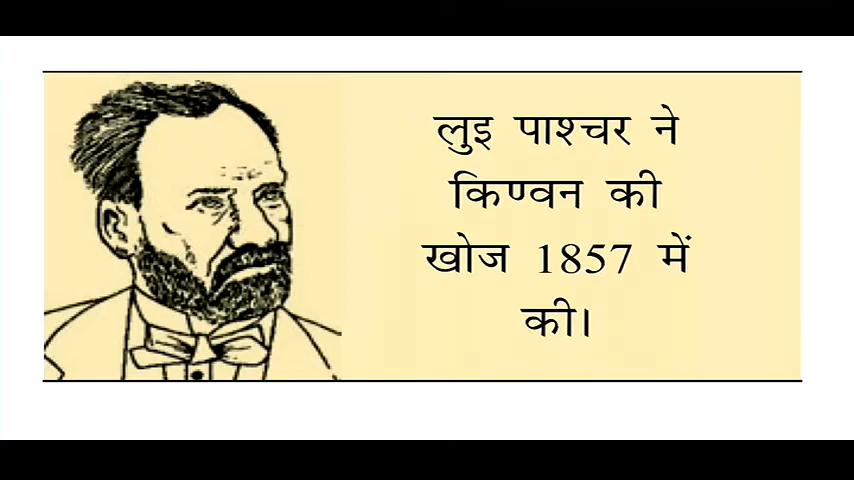 लुइ पाश्चर ने
किण्वन की
खोज 1857 में
की।